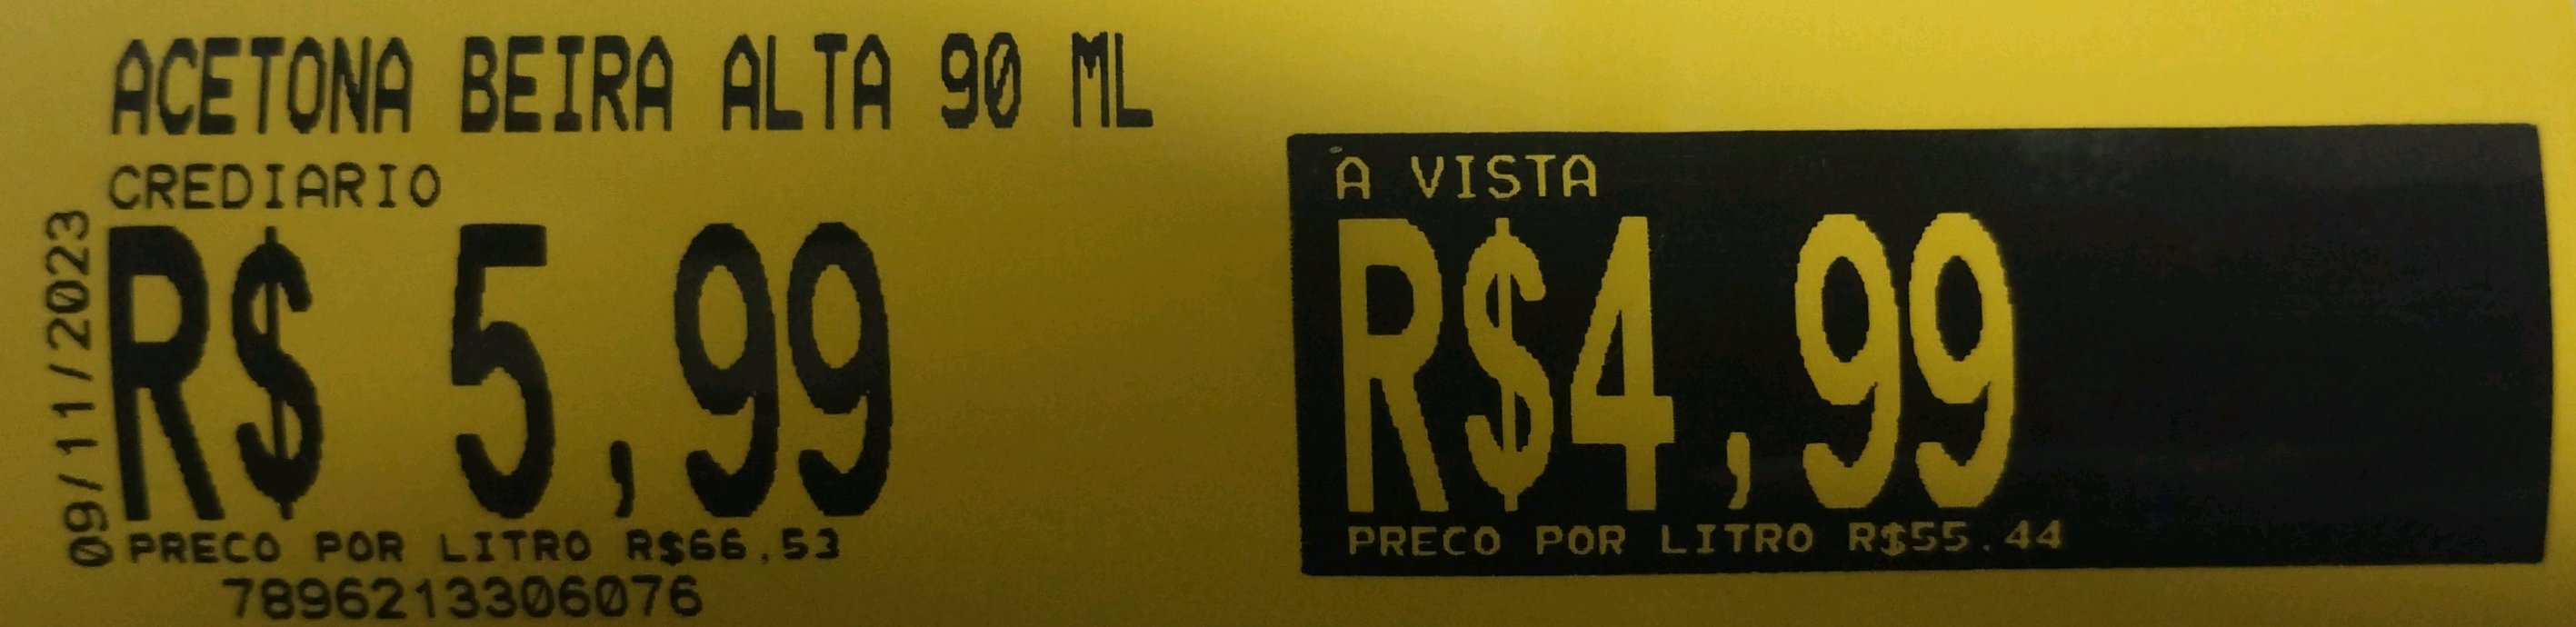 ACETONA BEIRA ALTA 90 ML
CREDIARIO
R$ 5,99
PRECO POR LITRO R$66,53
7896213306076
09/11/2023
A VISTA
R$4,99
PRECO POR LITRO R$55.44